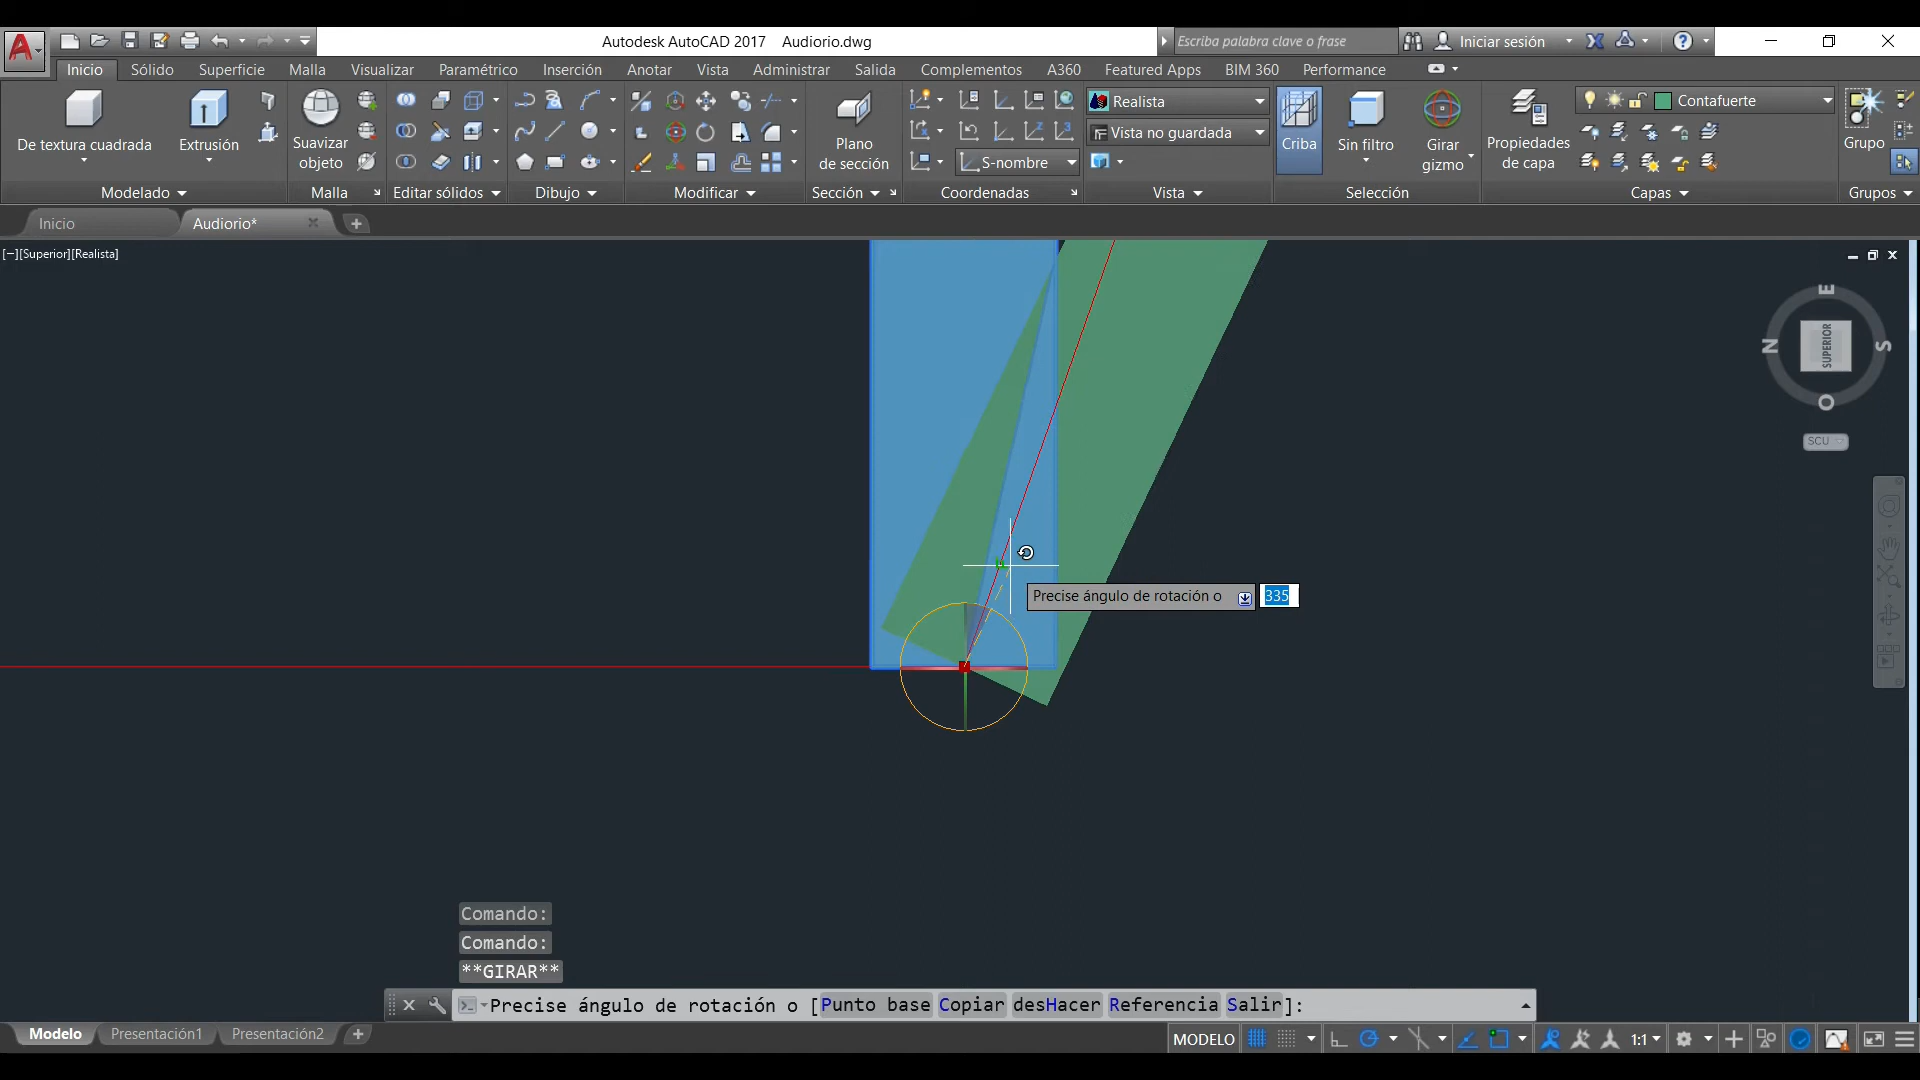 Autodesk AutoCAD 2017 Audiorio.dwg
Escriba palabra clave o frase
Iniciar sesión
Inicio Sólido Superficie Malla Visualizar Paramétrico Inserción Anotar Vista Administrar Salida Complementos A360 Featured Apps BIM 360 Performance
De textura cuadrada
Extrusión
Suavizar
objeto
Plano
de sección
S-nombre
Realista
Vista no guardada
Criba
Sin filtro
Girar
gizmo
Propiedades
de capa
Contafuerte
Grupo
Modelado Malla Editar sólidos Dibujo Modificar Sección Coordenadas Vista Selección Capas Grupos
Inicio
Audiorio*
[−][Superior][Realista]
E
N
SUPERIOR
S
O
SCU
Precise ángulo de rotación o 335
Comando:
Comando:
**GIRAR**
Precise ángulo de rotación o [Punto base Copiar desHacer Referencia Salir]:
Modelo Presentación1 Presentación2
MODELO
1:1